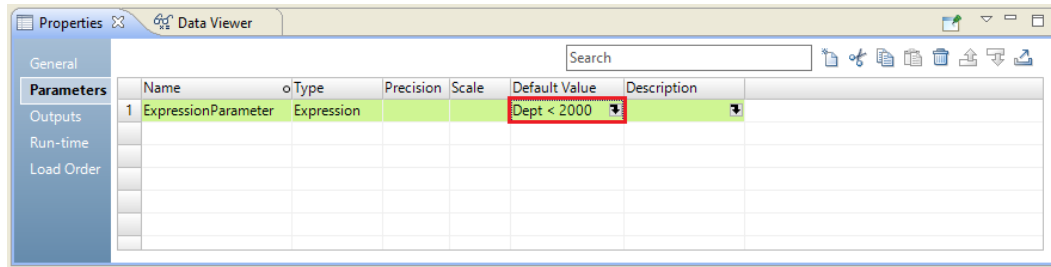 Properties Data Viewer
Search
General
Parameters
Outputs
Run-time
Load Order
Name Type Precision Scale Default Value Description
1 ExpressionParameter Expression Dept < 2000